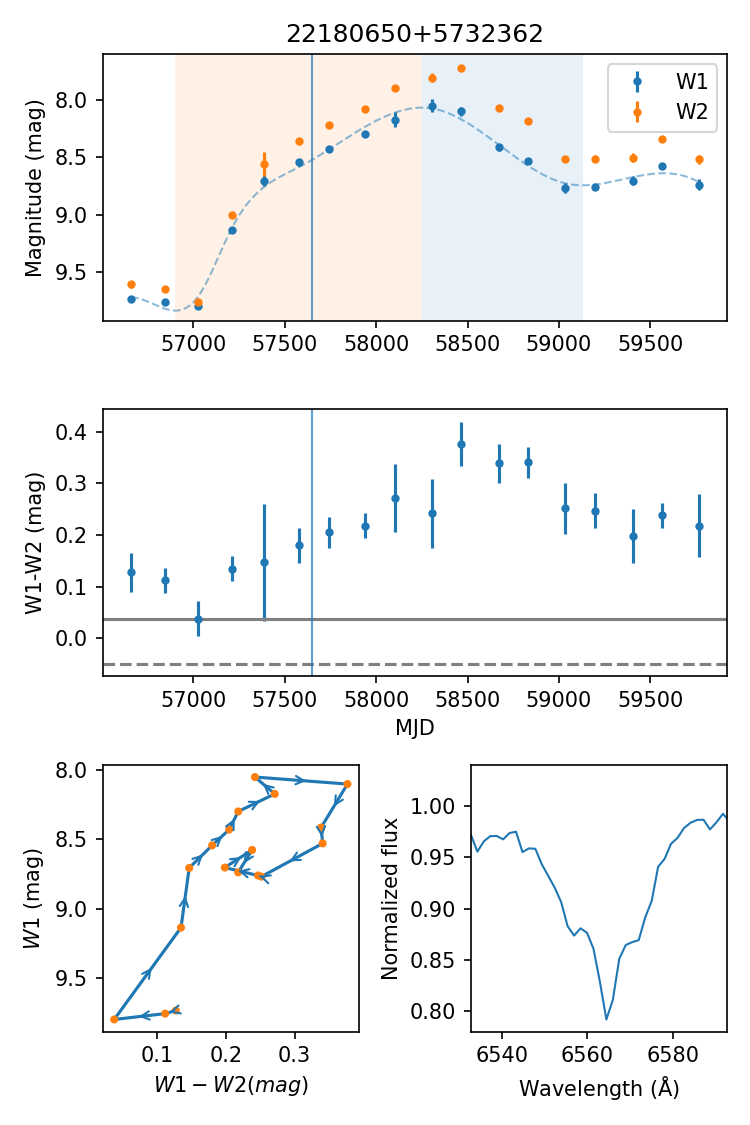 22180650+5732362
Magnitude (mag)
8.0
8.5
9.0
9.5
W1
W2
57000 57500 58000 58500 59000 59500
W1-W2 (mag)
0.4
0.3
0.2
0.1
0.0
57000 57500 58000 58500 59000 59500
MJD
W1 (mag)
8.0
8.5
9.0
9.5
0.1 0.2 0.3
W1 − W2(mag)
Normalized flux
1.00
0.95
0.90
0.85
0.80
6540 6560 6580
Wavelength (Å)